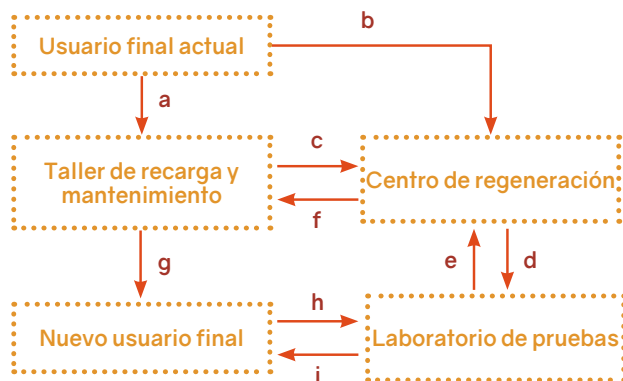 b
Usuario final actual
a
c
Taller de recarga y
mantenimiento
Centro de regeneración
f
g
e
d
h
Nuevo usuario final
Laboratorio de pruebas
i